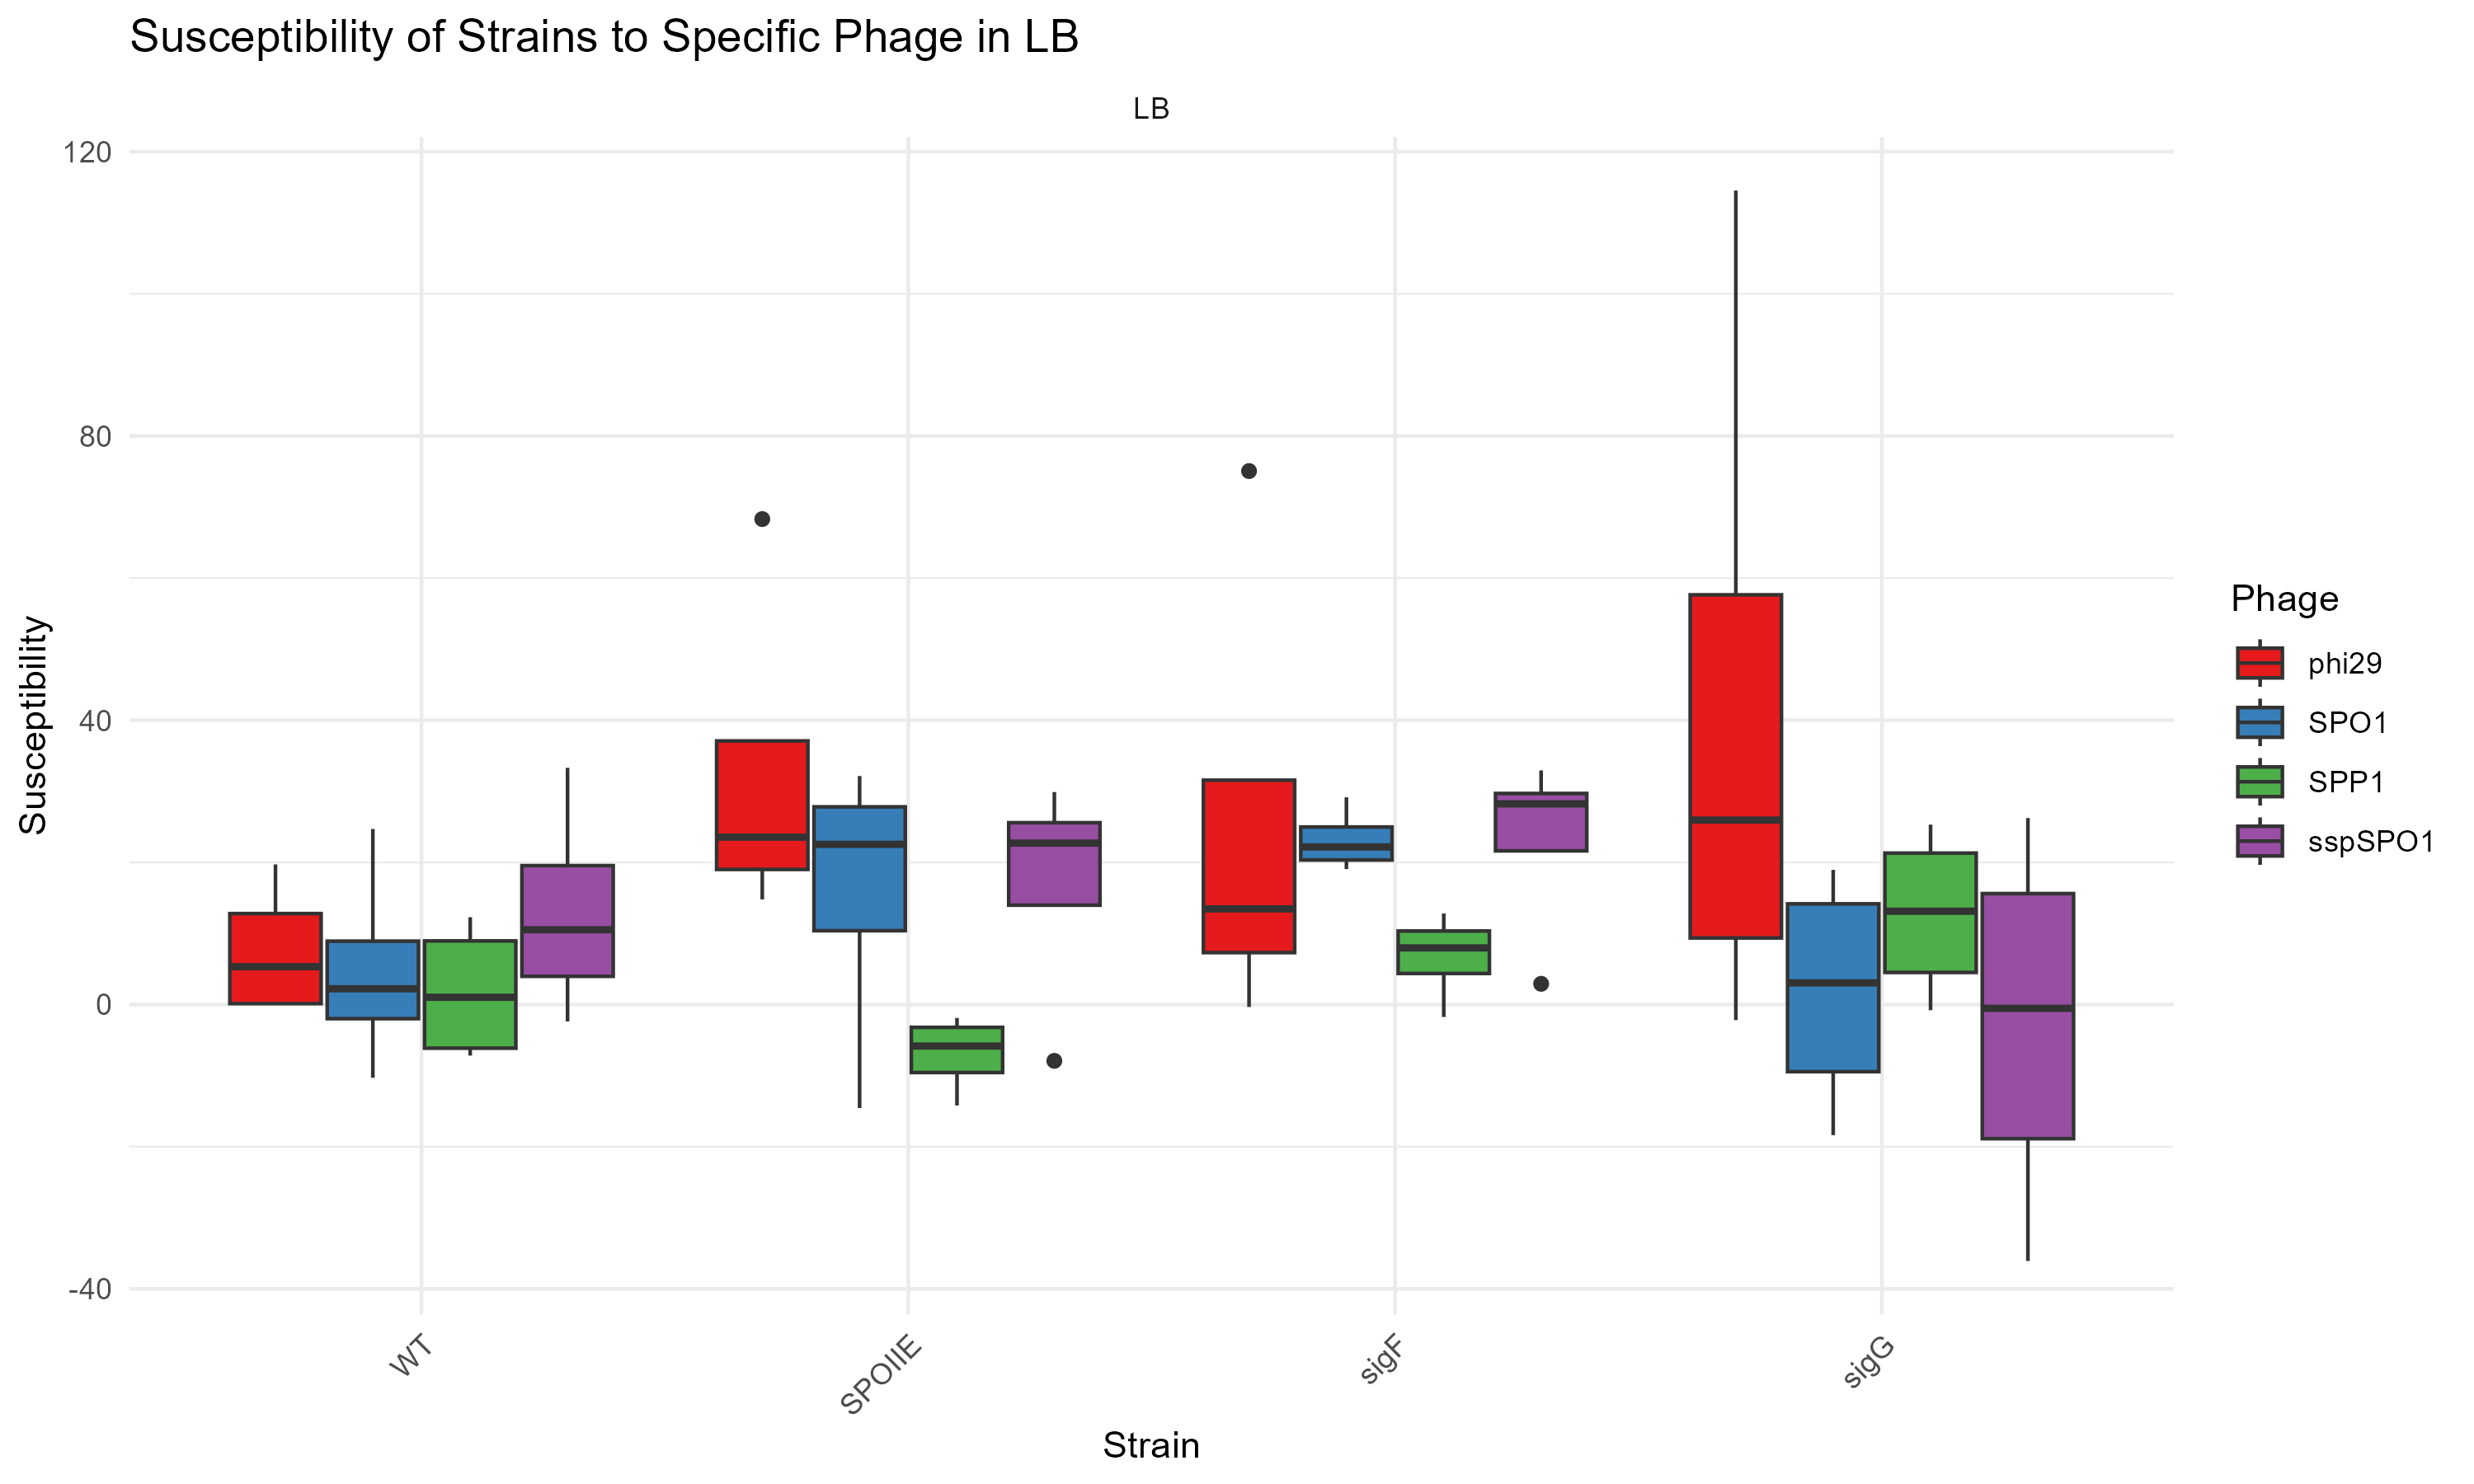 Susceptibility of Strains to Specific Phage in LB
LB
120
80
40
0
-40
Susceptibility
WT
SPOIIE
sigF
sigG
Strain
Phage
phi29
SPO1
SPP1
sspSPO1